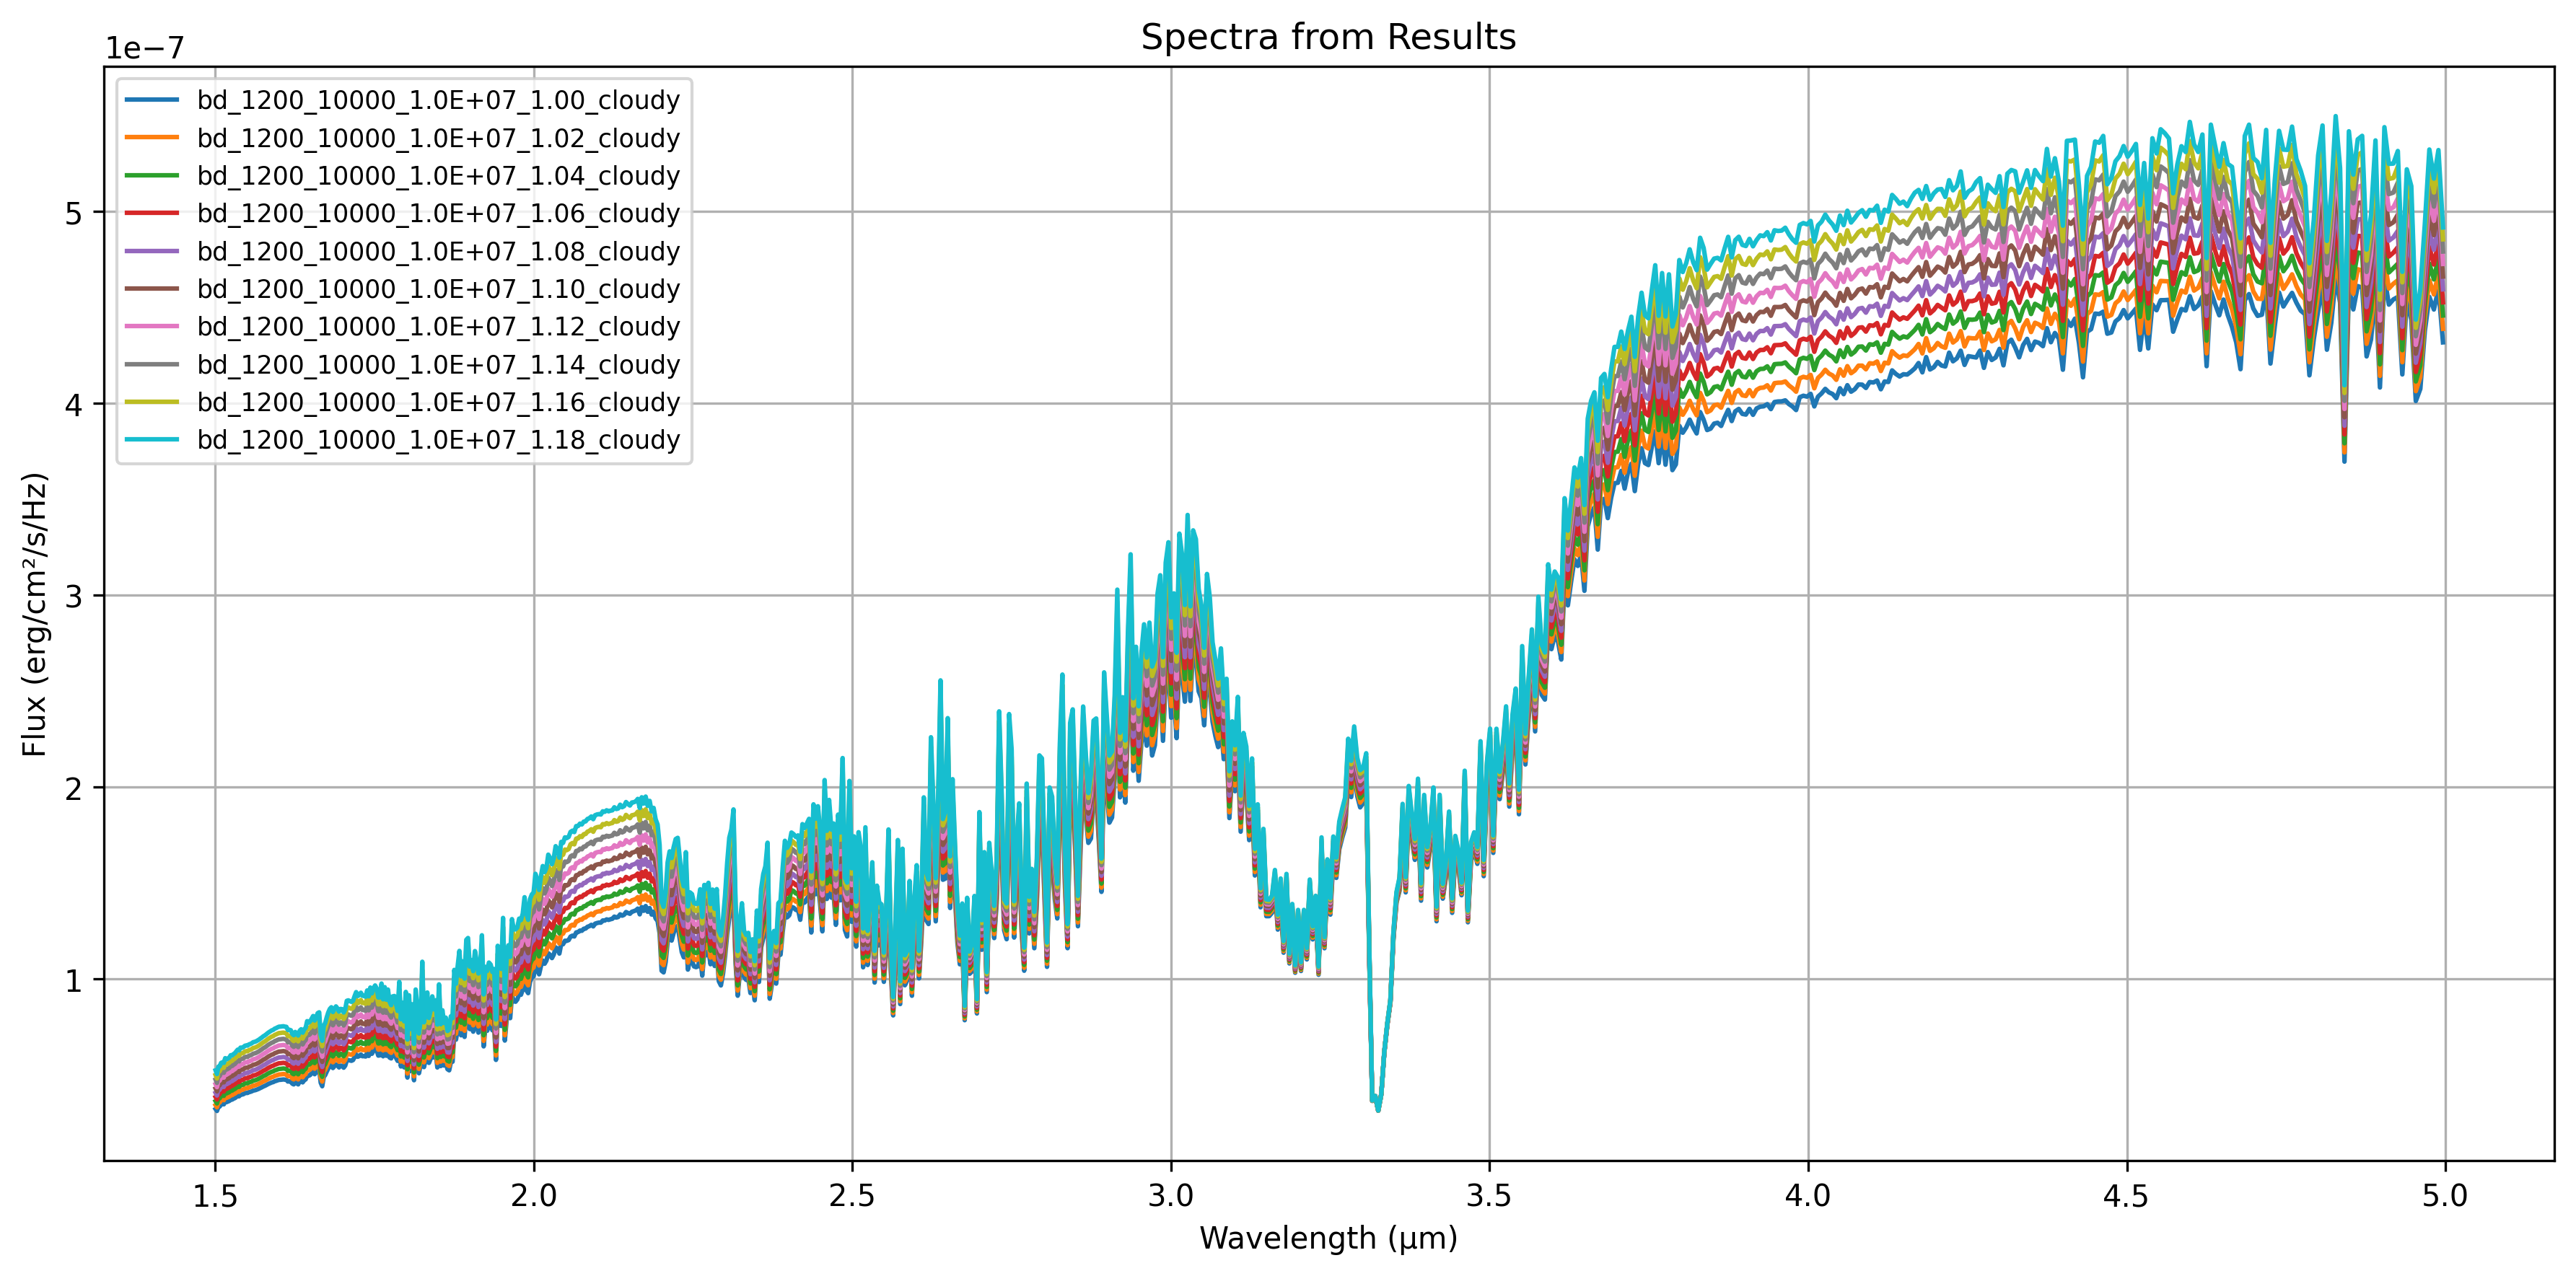 Spectra from Results
1e−7
bd_1200_10000_1.0E+07_1.00_cloudy
bd_1200_10000_1.0E+07_1.02_cloudy
bd_1200_10000_1.0E+07_1.04_cloudy
bd_1200_10000_1.0E+07_1.06_cloudy
bd_1200_10000_1.0E+07_1.08_cloudy
bd_1200_10000_1.0E+07_1.10_cloudy
bd_1200_10000_1.0E+07_1.12_cloudy
bd_1200_10000_1.0E+07_1.14_cloudy
bd_1200_10000_1.0E+07_1.16_cloudy
bd_1200_10000_1.0E+07_1.18_cloudy
5
4
3
2
1
Flux (erg/cm²/s/Hz)
1.5 2.0 2.5 3.0 3.5 4.0 4.5 5.0
Wavelength (μm)